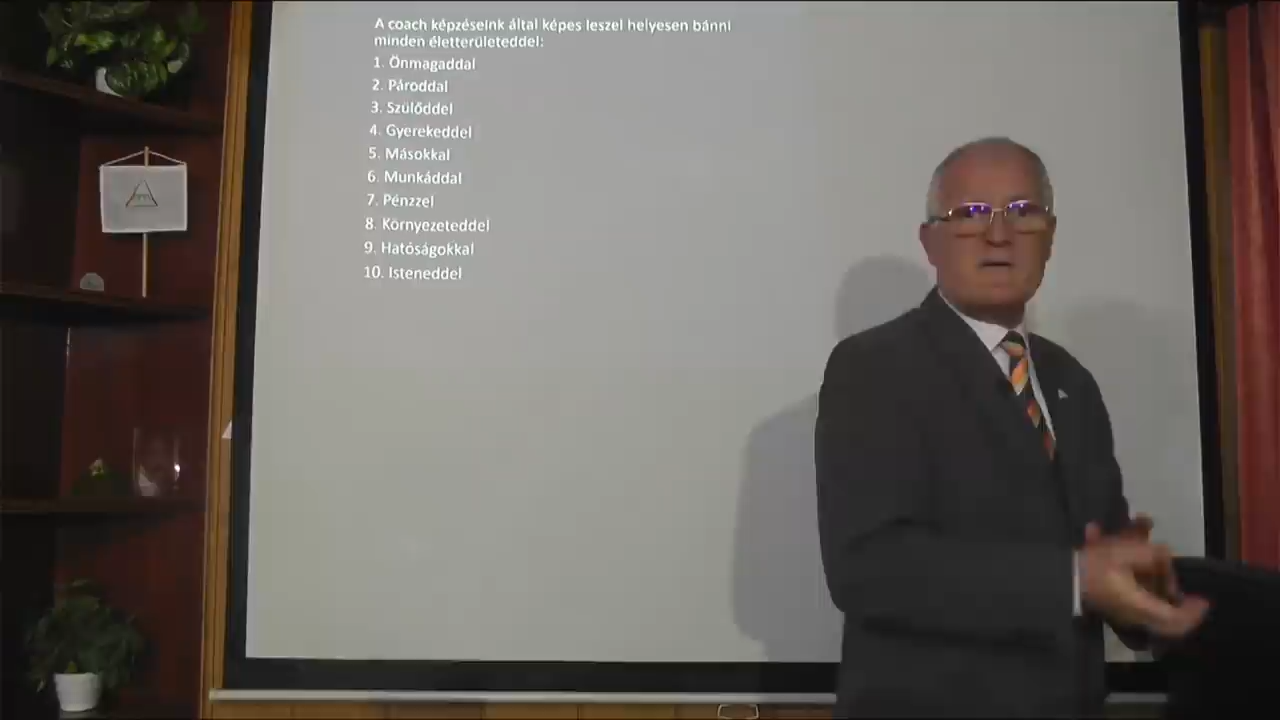 A coach képzéseink által képes leszel helyesen bánni
minden életterületeddel:
1. Önmagaddal
2. Pároddal
3. Szülőddel
4. Gyerekeddel
5. Másokkal
6. Munkáddal
7. Pénzzel
8. Környezeteddel
9. Hatóságokkal
10. Isteneddel